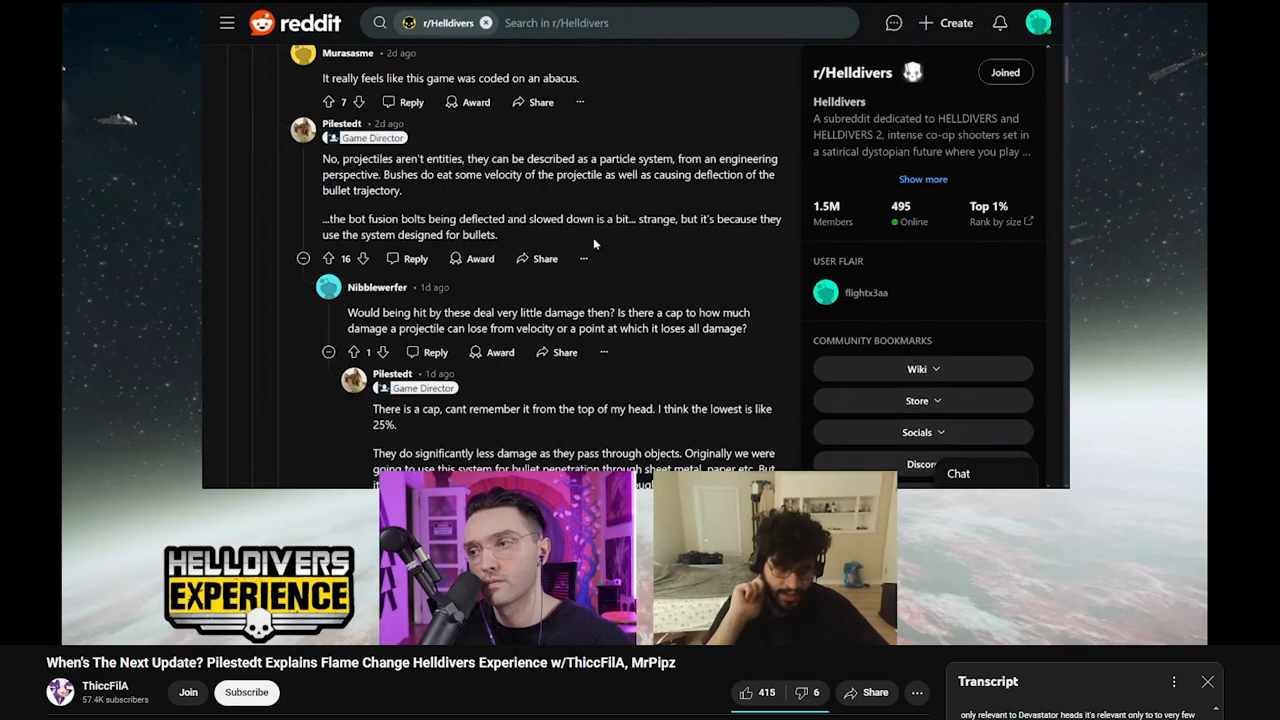 reddit
r/Helldivers
Search in r/Helldivers
Create
Murasasme 2d ago
It really feels like this game was coded on an abacus.
7 Reply Award Share ...
Pilestedt • 2d ago
Game Director
No, projectiles aren't entities, they can be described as a particle system, from an engineering
perspective. Bushes do eat some velocity of the projectile as well as causing deflection of the
bullet trajectory.
...the bot fusion bolts being deflected and slowed down is a bit... strange, but it's because they
use the system designed for bullets.
16 Reply Award Share ...
Nibblewerfer • 1d ago
Would being hit by these deal very little damage then? Is there a cap to how much
damage a projectile can lose from velocity or a point at which it loses all damage?
1 Reply Award Share ...
Pilestedt • 1d ago
Game Director
There is a cap, cant remember it from the top of my head. I think the lowest is like
25%.
They do significantly less damage as they pass through objects. Originally we were
going to use this system for bullet penetration through sheet metal, paper etc. But
r/Helldivers
Joined
Helldivers
A subreddit dedicated to HELLDIVERS and
HELLDIVERS 2, intense co-op shooters set in
a satirical dystopian future where you play ...
Show more
1.5M 495 Top 1%
Members Online Rank by size
USER FLAIR
flightx3aa
COMMUNITY BOOKMARKS
Wiki
Store
Socials
Discor
Chat
HELLDIVERS
EXPERIENCE
When's The Next Update? Pilestedt Explains Flame Change Helldivers Experience w/ThiccFilA, MrPipz
ThiccFilA
57.4K subscribers
Join
Subscribe
415 6 Share ...
Transcript
only relevant to Devastator heads it's relevant only to to very few